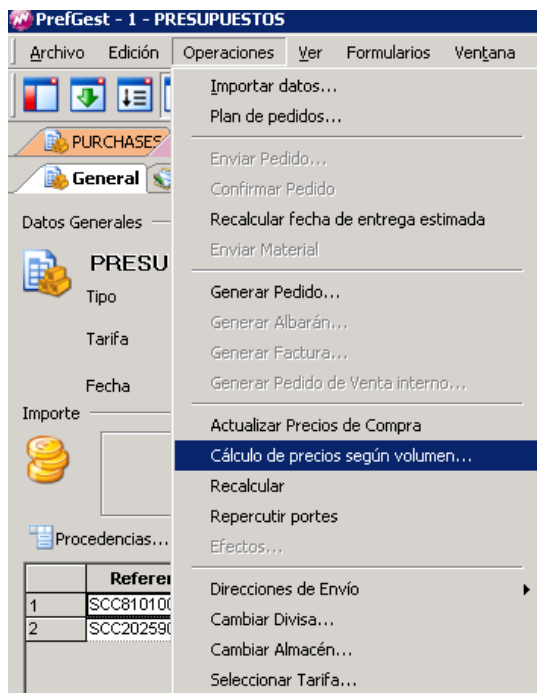 PrefGest - 1 - PRESUPUESTOS
Archivo Edición Operaciones Ver Formularios Ventana
Importar datos...
Plan de pedidos...
PURCHASES
Enviar Pedido...
General
Confirmar Pedido
Datos Generales
Recalcular fecha de entrega estimada
Enviar Material
PRESU
Tipo
Generar Pedido...
Generar Albarán...
Tarifa
Generar Factura...
Fecha
Generar Pedido de Venta interno...
Importe
Actualizar Precios de Compra
Cálculo de precios según volumen...
Recalcular
Repercutir portes
Procedencias...
Efectos...
Referen
Direcciones de Envío
1 SCC810100
2 SCC202590
Cambiar Divisa...
Cambiar Almacén...
Seleccionar Tarifa...